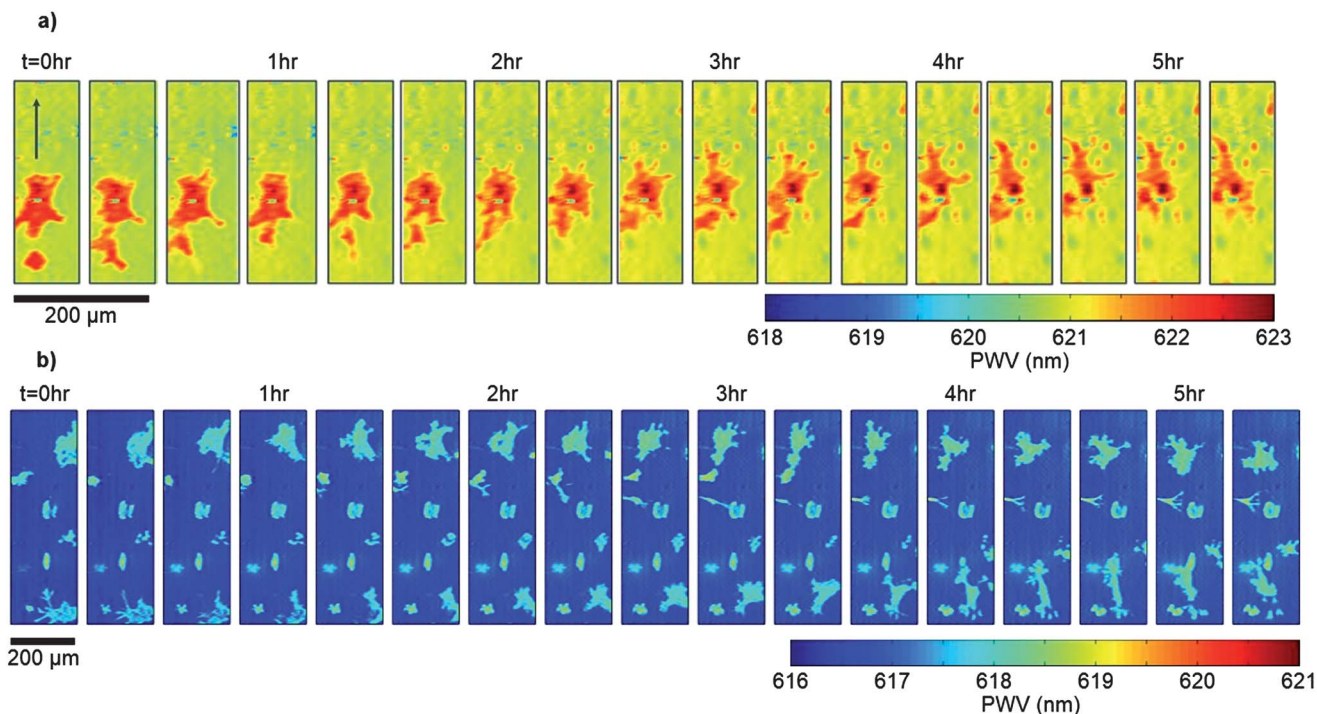 a)
t=0hr 1hr 2hr 3hr 4hr 5hr
200 µm
618 619 620 621 622 623
PWV (nm)
b)
t=0hr 1hr 2hr 3hr 4hr 5hr
200 µm
616 617 618 619 620 621
PWV (nm)